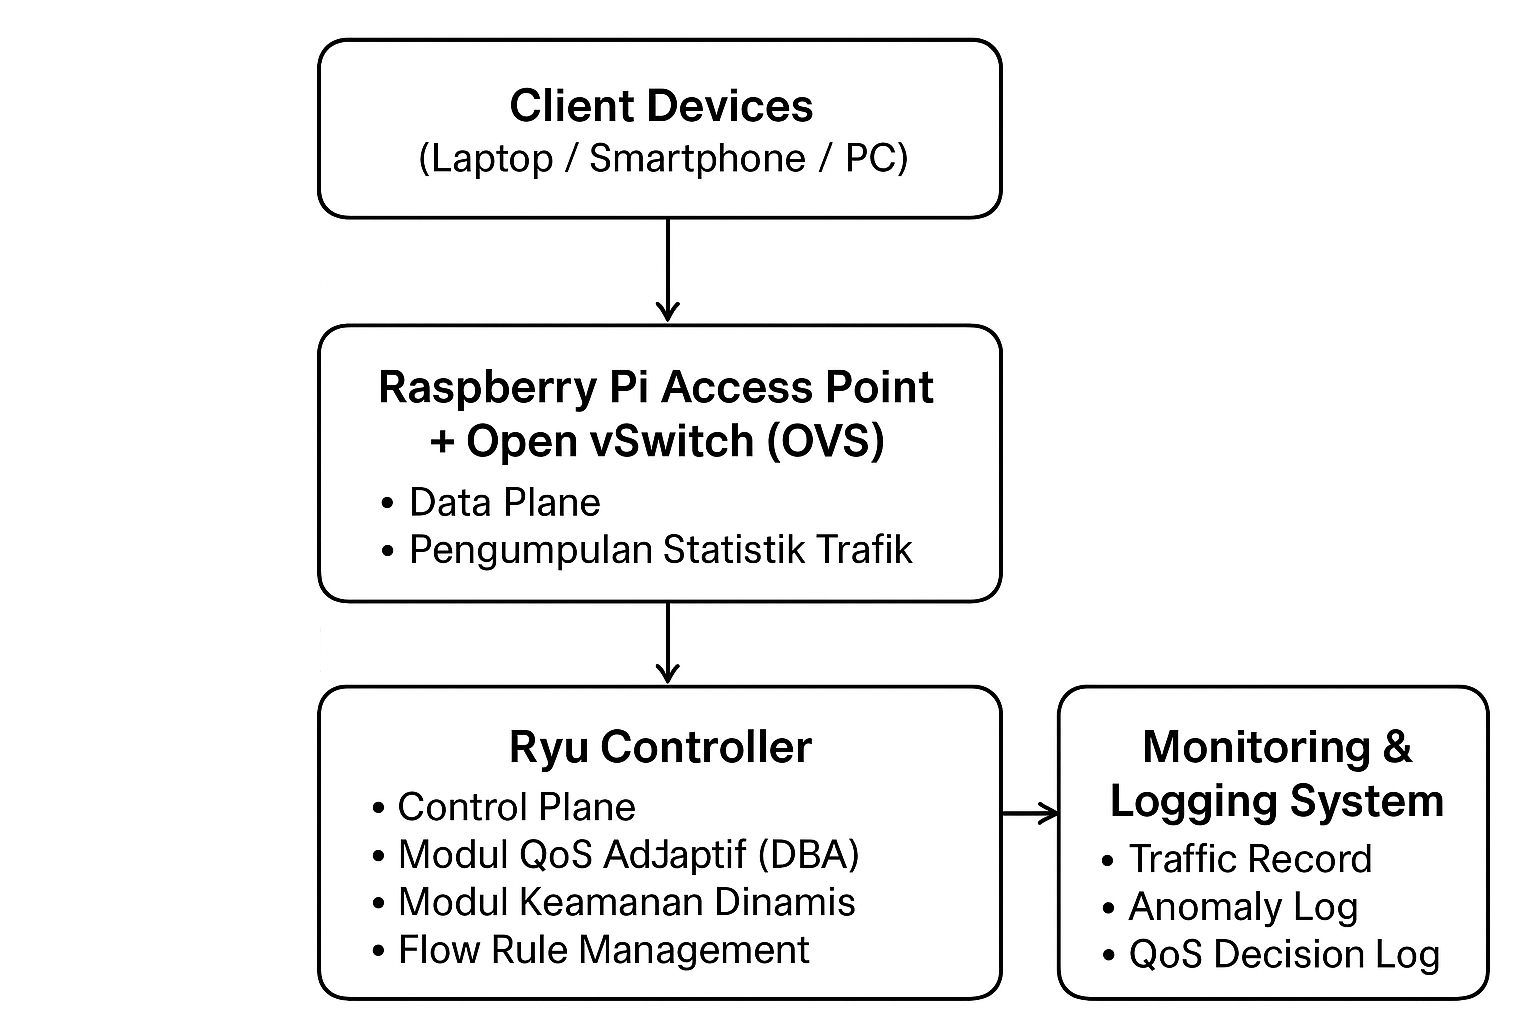 Client Devices
(Laptop / Smartphone / PC)
Raspberry Pi Access Point
+ Open vSwitch (OVS)
• Data Plane
• Pengumpulan Statistik Trafik
Ryu Controller
• Control Plane
• Modul QoS AdJaptif (DBA)
• Modul Keamanan Dinamis
• Flow Rule Management
Monitoring &
Logging System
• Traffic Record
• Anomaly Log
• QoS Decision Log